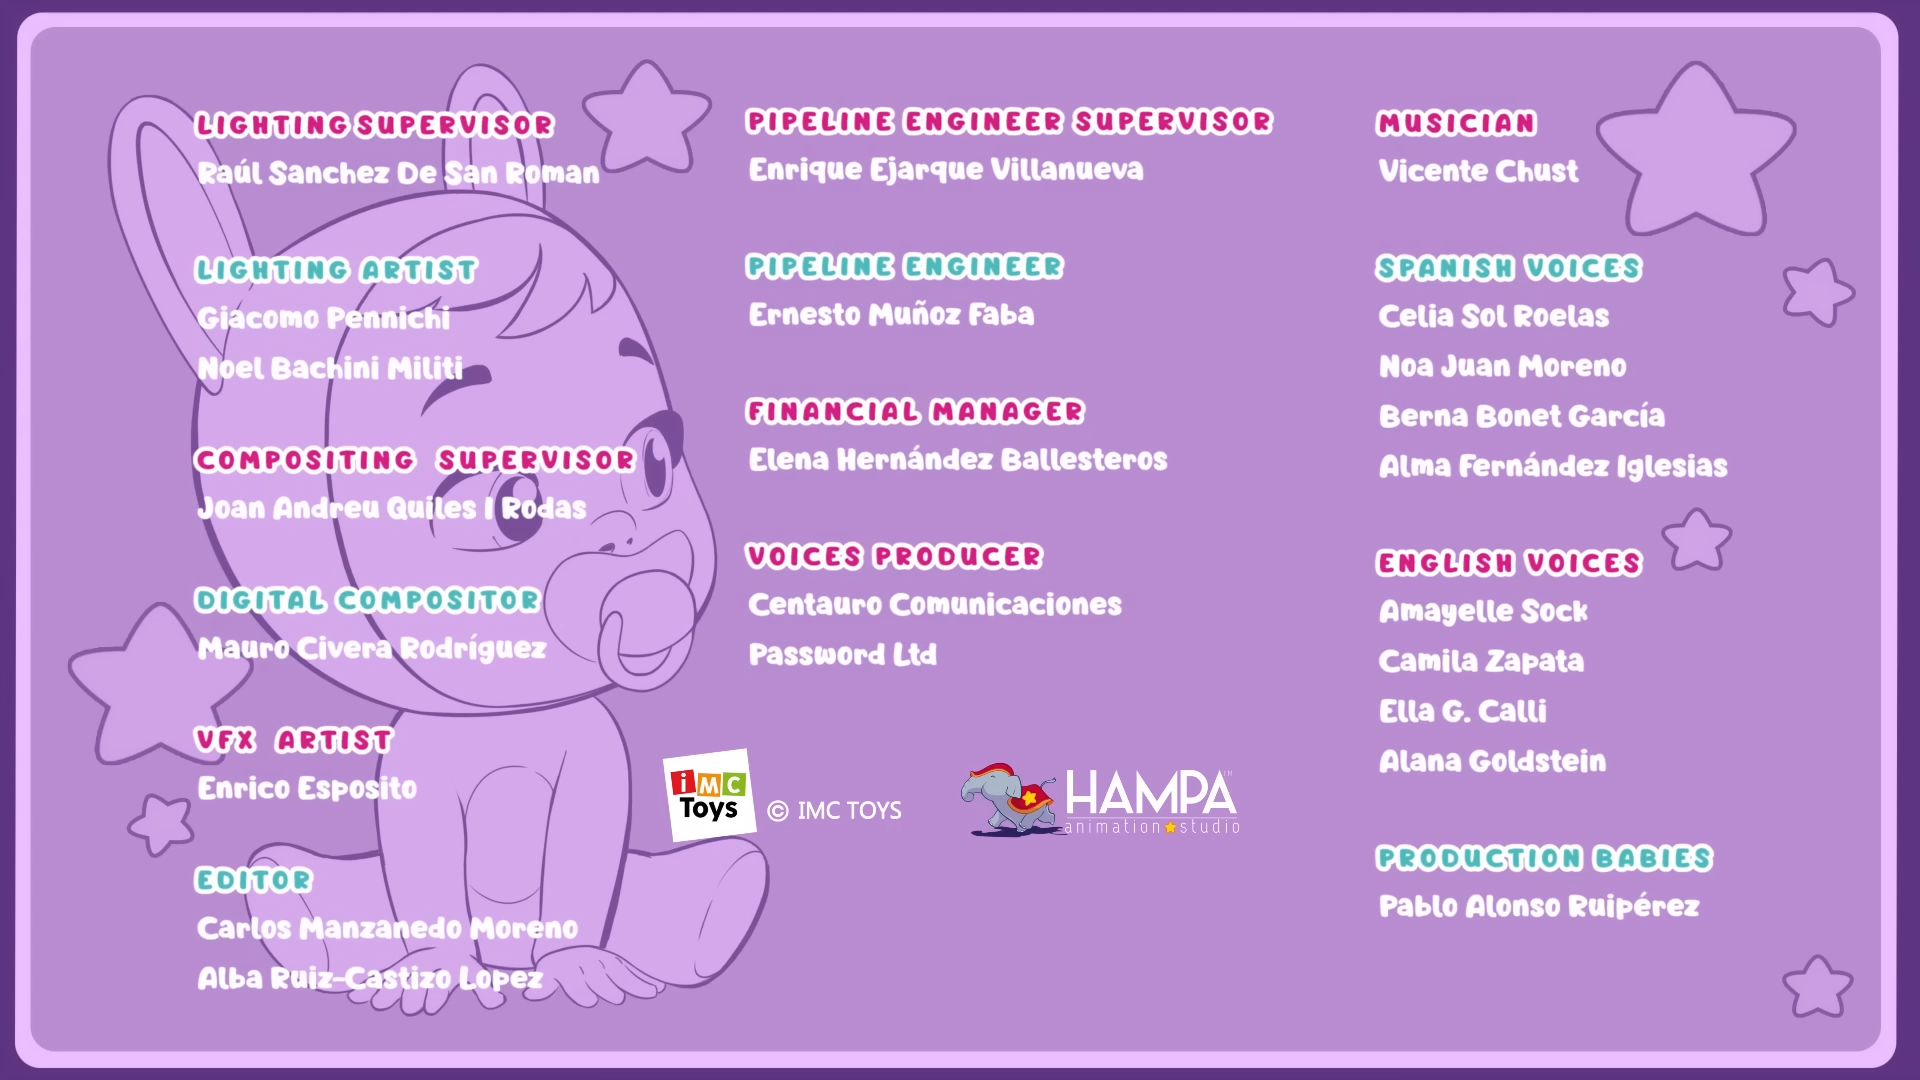 LIGHTING SUPERVISOR
Raúl Sanchez De San Roman
LIGHTING ARTIST
Giacomo Pennichi
Noel Bachini Militi
COMPOSITING SUPERVISOR
Joan Andreu Quiles I Rodas
DIGITAL COMPOSITOR
Mauro Civera Rodríguez
VFX ARTIST
Enrico Esposito
EDITOR
Carlos Manzanedo Moreno
Alba Ruiz-Castizo Lopez
PIPELINE ENGINEER SUPERVISOR
Enrique Ejarque Villanueva
PIPELINE ENGINEER
Ernesto Muñoz Faba
FINANCIAL MANAGER
Elena Hernández Ballesteros
VOICES PRODUCER
Centauro Comunicaciones
Password Ltd
iMC
Toys
© IMC TOYS
HAMPA™
animation studio
MUSICIAN
Vicente Chust
SPANISH VOICES
Celia Sol Roelas
Noa Juan Moreno
Berna Bonet García
Alma Fernández Iglesias
ENGLISH VOICES
Amayelle Sock
Camila Zapata
Ella G. Calli
Alana Goldstein
PRODUCTION BABIES
Pablo Alonso Ruipérez